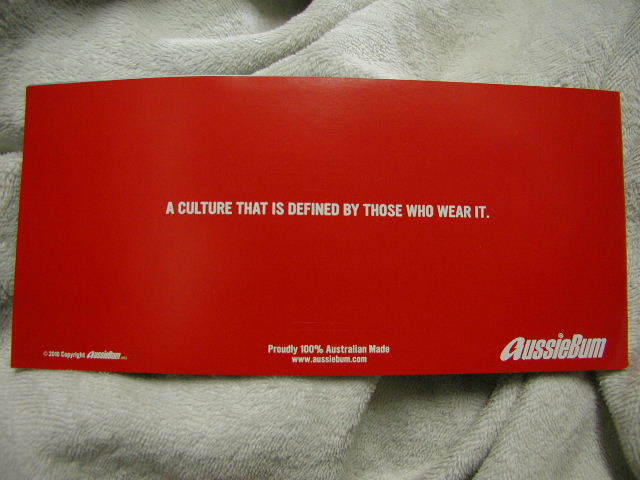 A CULTURE THAT IS DEFINED BY THOSE WHO WEAR IT.
Proudly 100% Australian Made
www.aussiebum.com
© 2010 Copyright aussieBum
aussieBum